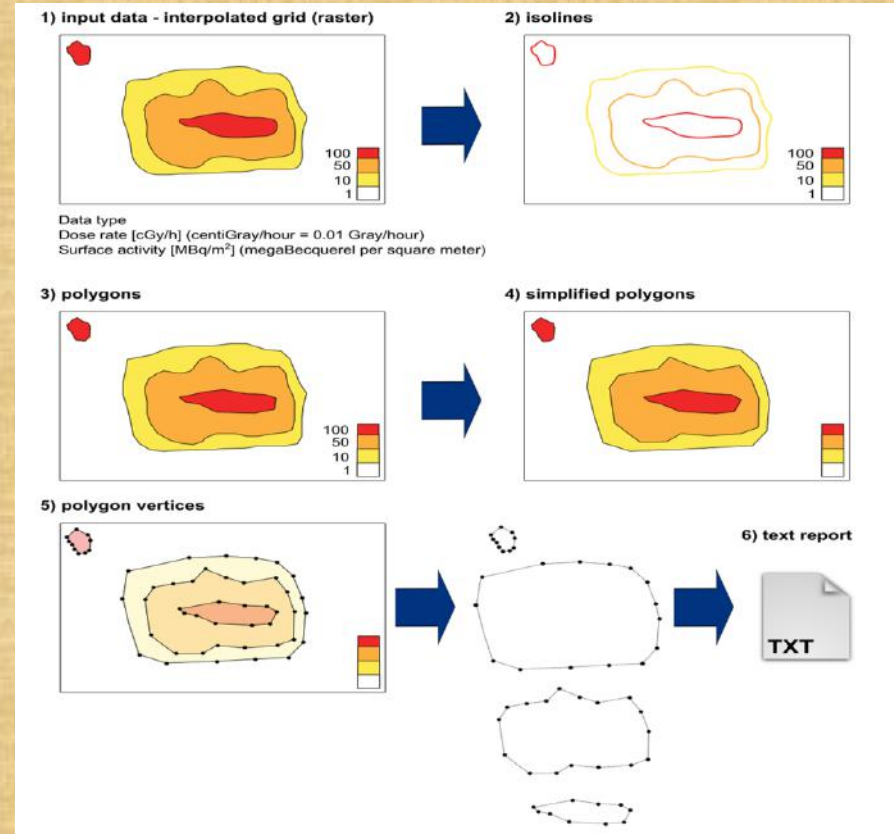 1) input data - interpolated grid (raster)
2) isolines
100
50
10
1
100
50
10
1
Data type
Dose rate [cGy/h] (centiGray/hour = 0.01 Gray/hour)
Surface activity [MBq/m²] (megaBecquerel per square meter)
3) polygons
4) simplified polygons
100
50
10
1
5) polygon vertices
6) text report
TXT